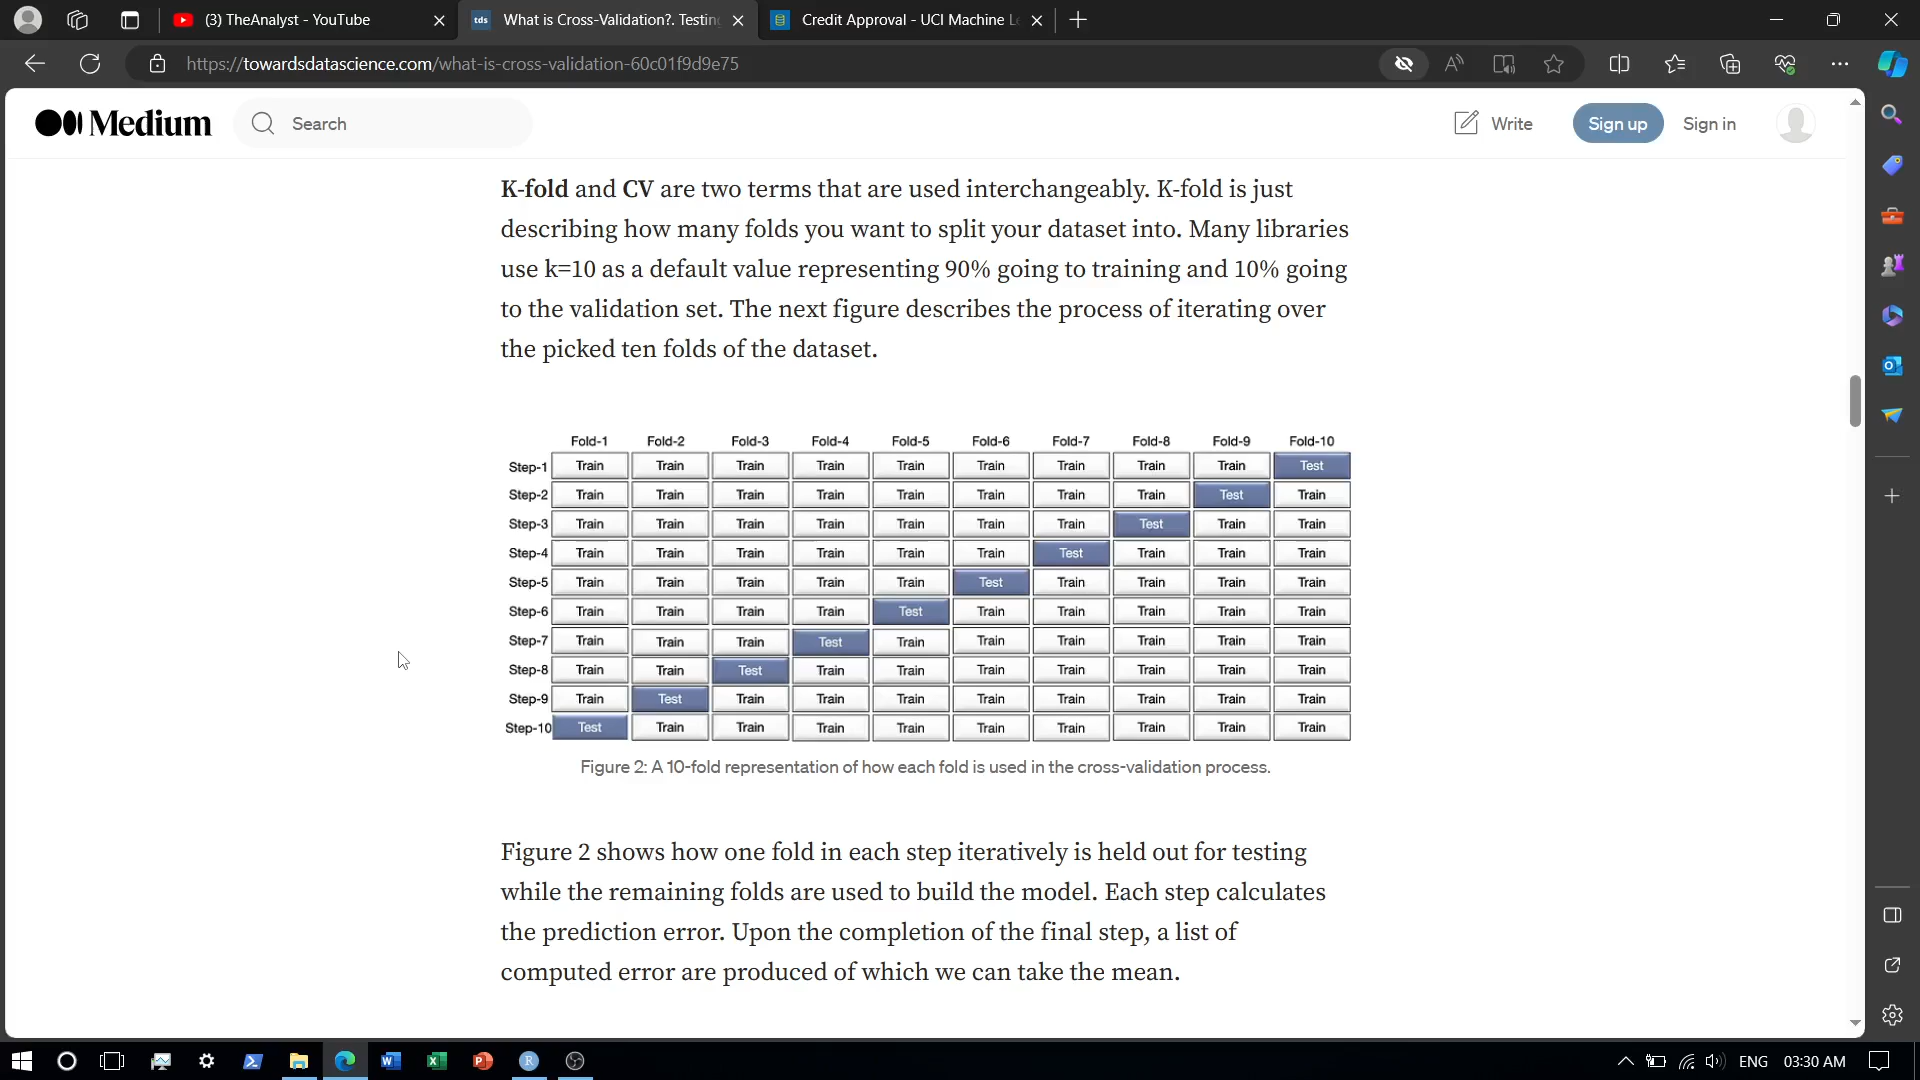 (3) TheAnalyst - YouTube
tds What is Cross-Validation?. Testin
Credit Approval - UCI Machine L
https://towardsdatascience.com/what-is-cross-validation-60c01f9d9e75
Medium
Search
Write
Sign up
Sign in
K-fold and CV are two terms that are used interchangeably. K-fold is just
describing how many folds you want to split your dataset into. Many libraries
use k=10 as a default value representing 90% going to training and 10% going
to the validation set. The next figure describes the process of iterating over
the picked ten folds of the dataset.
Fold-1 Fold-2 Fold-3 Fold-4 Fold-5 Fold-6 Fold-7 Fold-8 Fold-9 Fold-10
Step-1 Train Train Train Train Train Train Train Train Train Test
Step-2 Train Train Train Train Train Train Train Train Test Train
Step-3 Train Train Train Train Train Train Train Test Train Train
Step-4 Train Train Train Train Train Train Test Train Train Train
Step-5 Train Train Train Train Train Test Train Train Train Train
Step-6 Train Train Train Train Test Train Train Train Train Train
Step-7 Train Train Train Test Train Train Train Train Train Train
Step-8 Train Train Test Train Train Train Train Train Train Train
Step-9 Train Test Train Train Train Train Train Train Train Train
Step-10 Test Train Train Train Train Train Train Train Train Train
Figure 2: A 10-fold representation of how each fold is used in the cross-validation process.
Figure 2 shows how one fold in each step iteratively is held out for testing
while the remaining folds are used to build the model. Each step calculates
the prediction error. Upon the completion of the final step, a list of
computed error are produced of which we can take the mean.
ENG 03:30 AM